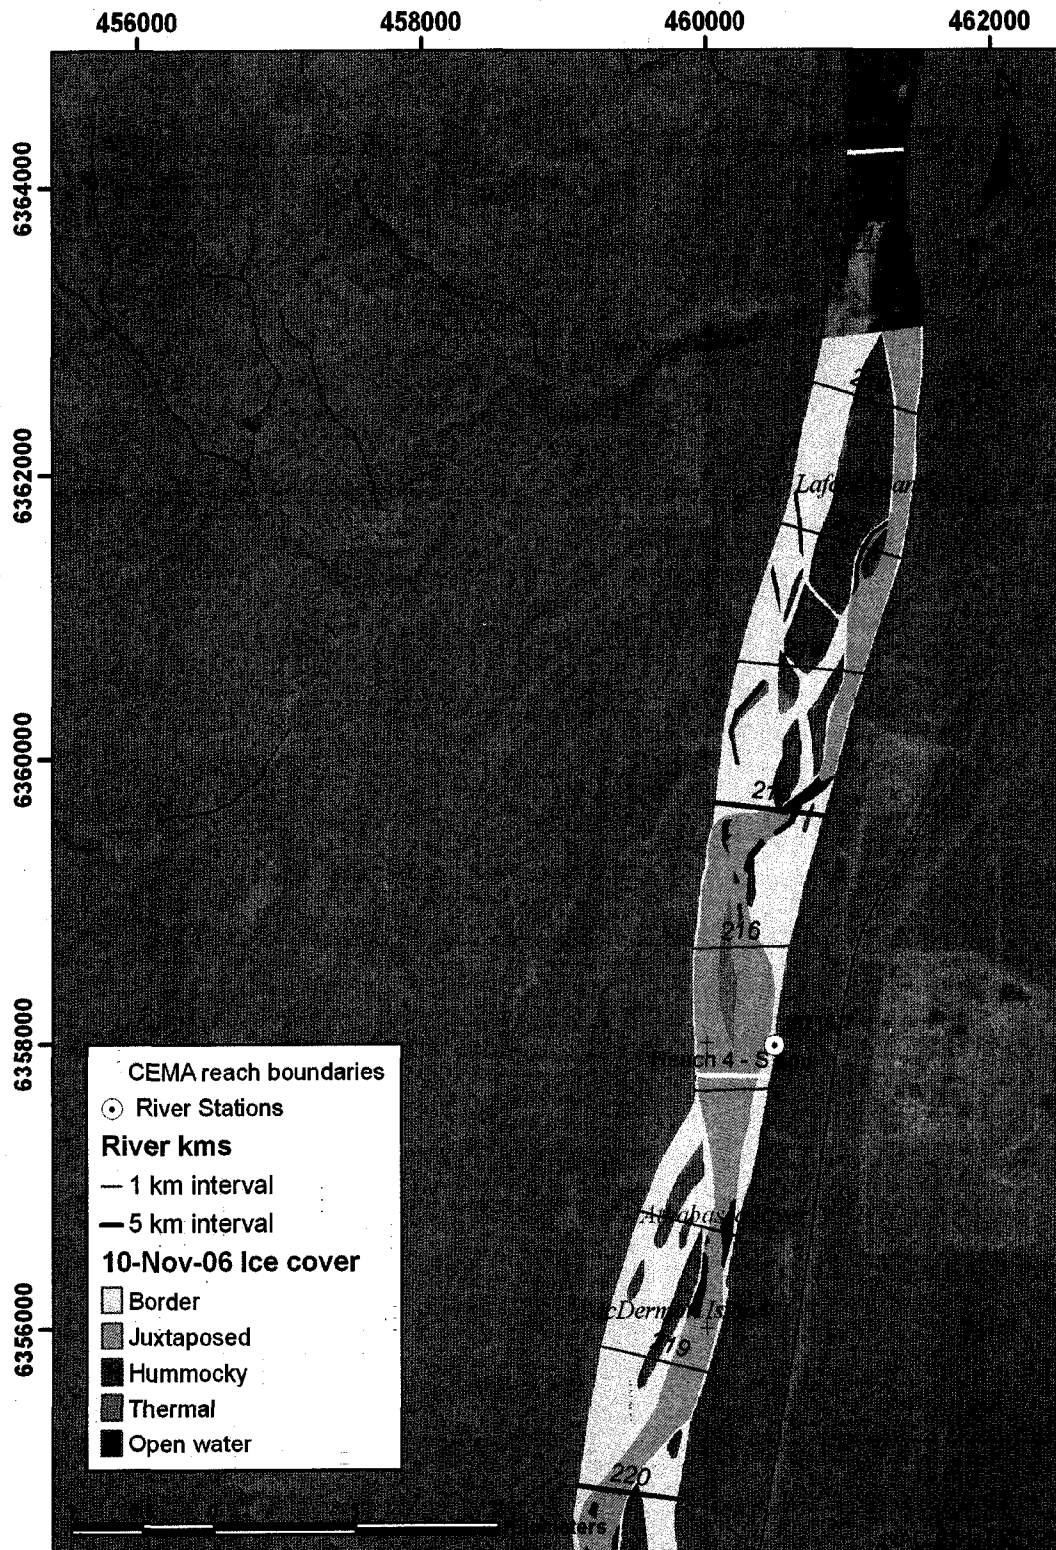 456000 458000 460000 462000
6364000
6362000
6360000
6358000
6356000
216
219
220
CEMA reach boundaries
River Stations
River kms
1 km interval
5 km interval
10-Nov-06 Ice cover
Border
Juxtaposed
Hummocky
Thermal
Open water